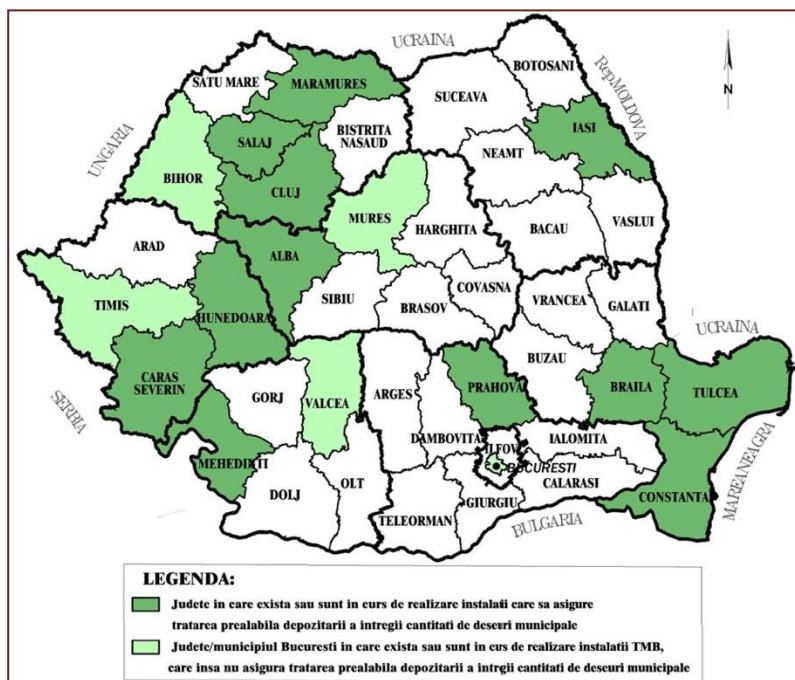 UCRAINA
BOTOSANI
SATU MARE
MARAMURES
SUCEAVA
Rep.MOLDOVA
N
IASI
UNGARIA
SALAJ
BISTRITA
NASAUD
NEAMT
BIHOR
CLUJ
MURES
HARGHITA
BACAU
VASLUI
ARAD
ALBA
TIMIS
HUNEDOARA
SIBIU
BRASOV
COVASNA
VRANCEA
GALATI
UCRAINA
CARAS
SEVERIN
SERBIA
GORJ
VALCEA
ARGES
PRAHOVA
BUZAU
BRAILA
TULCEA
DAMBOVITA
ILFOV
BUCURESTI
IALOMITA
MEHEDINTI
DOLJ
OLT
TELEORMAN
GIURGIU
CALARASI
CONSTANTA
MAREA NEAGRA
BULGARIA
LEGENDA:
Judete in care exista sau sunt in curs de realizare instalatii care sa asigure
tratarea prealabila depozitarii a intregii cantitati de deseuri municipale
Judete/municipiul Bucuresti in care exista sau sunt in curs de realizare instalatii TMB,
care insa nu asigura tratarea prealabila depozitarii a intregii cantitati de deseuri municipale